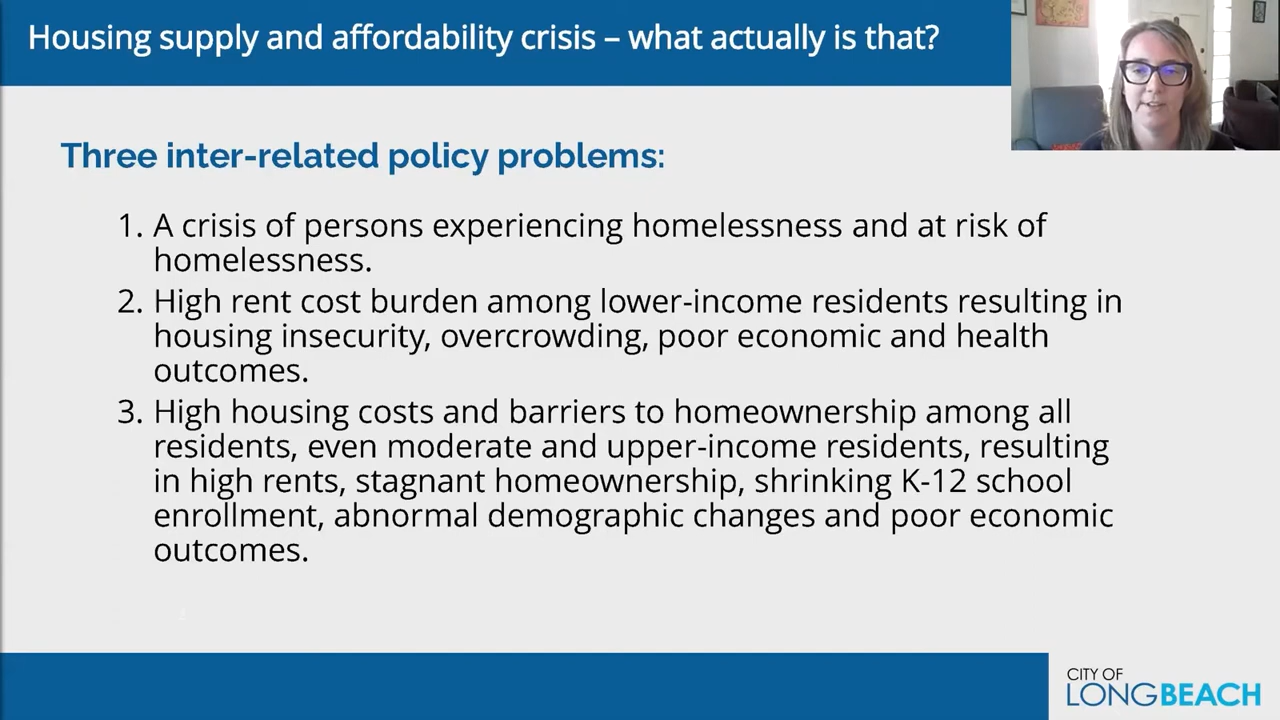 Housing supply and affordability crisis – what actually is that?
Three inter-related policy problems:
1. A crisis of persons experiencing homelessness and at risk of
homelessness.
2. High rent cost burden among lower-income residents resulting in
housing insecurity, overcrowding, poor economic and health
outcomes.
3. High housing costs and barriers to homeownership among all
residents, even moderate and upper-income residents, resulting
in high rents, stagnant homeownership, shrinking K-12 school
enrollment, abnormal demographic changes and poor economic
outcomes.
CITY OF
LONGBEACH